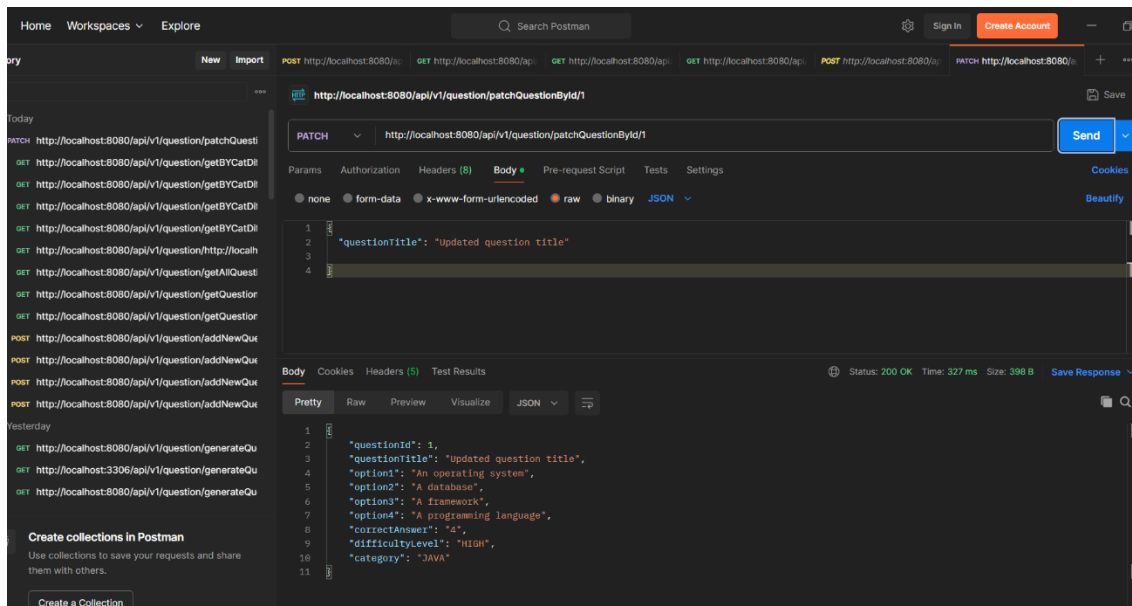 Home Workspaces Explore Search Postman Sign In Create Account
ory New Import POST http://localhost:8080/ap GET http://localhost:8080/api GET http://localhost:8080/api GET http://localhost:8080/api POST http://localhost:8080/ap PATCH http://localhost:8080/a
HTTP http://localhost:8080/api/v1/question/patchQuestionById/1 Save
Today
PATCH http://localhost:8080/api/v1/question/patchQuesti
GET http://localhost:8080/api/v1/question/getBYCatDif
GET http://localhost:8080/api/v1/question/getBYCatDif
GET http://localhost:8080/api/v1/question/getBYCatDif
GET http://localhost:8080/api/v1/question/getBYCatDif
GET http://localhost:8080/api/v1/question/http://localh
GET http://localhost:8080/api/v1/question/getAllQuesti
GET http://localhost:8080/api/v1/question/getQuestion
GET http://localhost:8080/api/v1/question/getQuestion
POST http://localhost:8080/api/v1/question/addNewQue
POST http://localhost:8080/api/v1/question/addNewQue
POST http://localhost:8080/api/v1/question/addNewQue
POST http://localhost:8080/api/v1/question/addNewQue
Yesterday
GET http://localhost:8080/api/v1/question/generateQu
GET http://localhost:3306/api/v1/question/generateQu
GET http://localhost:8080/api/v1/question/generateQu
Create collections in Postman
Use collections to save your requests and share
them with others.
Create a Collection
PATCH http://localhost:8080/api/v1/question/patchQuestionById/1 Send
Params Authorization Headers (8) Body Pre-request Script Tests Settings Cookies
none form-data x-www-form-urlencoded raw binary JSON Beautify
1 {
2 "questionTitle": "Updated question title"
3
4 }
Body Cookies Headers (5) Test Results Status: 200 OK Time: 327 ms Size: 398 B Save Response
Pretty Raw Preview Visualize JSON
1 {
2 "questionId": 1,
3 "questionTitle": "Updated question title",
4 "option1": "An operating system",
5 "option2": "A database",
6 "option3": "A framework",
7 "option4": "A programming language",
8 "correctAnswer": "4",
9 "difficultyLevel": "HIGH",
10 "category": "JAVA"
11 }